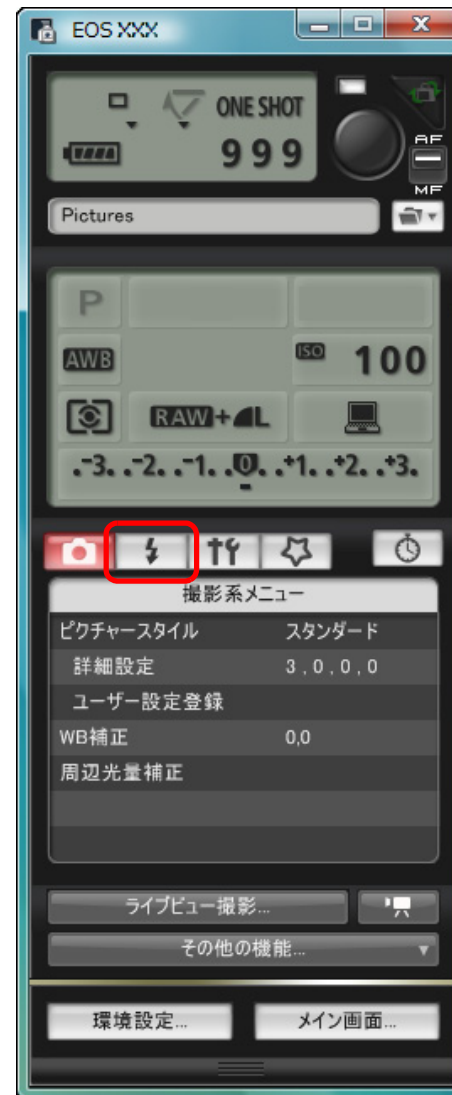 EOS XXX
ONE SHOT
999
AF
MF
Pictures
P
AWB
ISO 100
RAW+L
.-3. .-2. .-1. .0. .+1. .+2. .+3.
撮影系メニュー
ピクチャースタイル スタンダード
詳細設定 3,0,0,0
ユーザー設定登録
WB補正 0,0
周辺光量補正
ライブビュー撮影...
その他の機能...
環境設定... メイン画面...